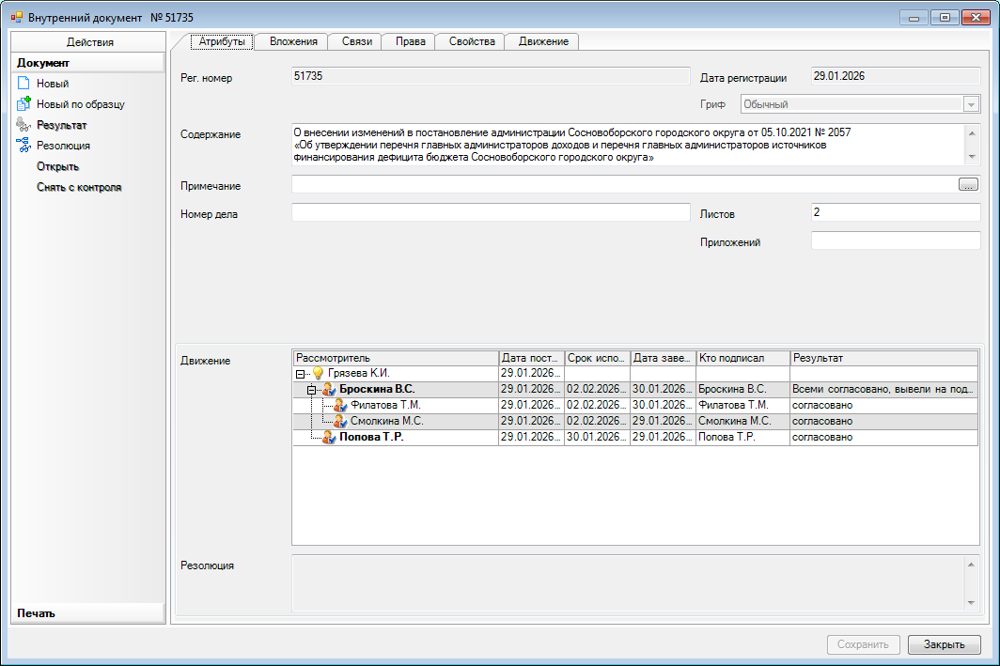 Внутренний документ № 51735
Действия
Документ
Новый
Новый по образцу
Результат
Резолюция
Открыть
Снять с контроля
Печать
Атрибуты Вложения Связи Права Свойства Движение
Рег. номер 51735 Дата регистрации 29.01.2026
Гриф Обычный
Содержание О внесении изменений в постановление администрации Сосновоборского городского округа от 05.10.2021 № 2057
«Об утверждении перечня главных администраторов доходов и перечня главных администраторов источников
финансирования дефицита бюджета Сосновоборского городского округа»
Примечание ...
Номер дела Листов 2
Приложений
Движение
Рассмотритель Дата пост... Срок испо... Дата заве... Кто подписал Результат
Грязева К.И. 29.01.2026...
Броскина В.С. 29.01.2026... 02.02.2026... 30.01.2026... Броскина В.С. Всеми согласовано, вывели на под...
Филатова Т.М. 29.01.2026... 02.02.2026... 30.01.2026... Филатова Т.М. согласовано
Смолкина М.С. 29.01.2026... 02.02.2026... 29.01.2026... Смолкина М.С. согласовано
Попова Т.Р. 29.01.2026... 30.01.2026... 29.01.2026... Попова Т.Р. согласовано
Резолюция
Сохранить Закрыть